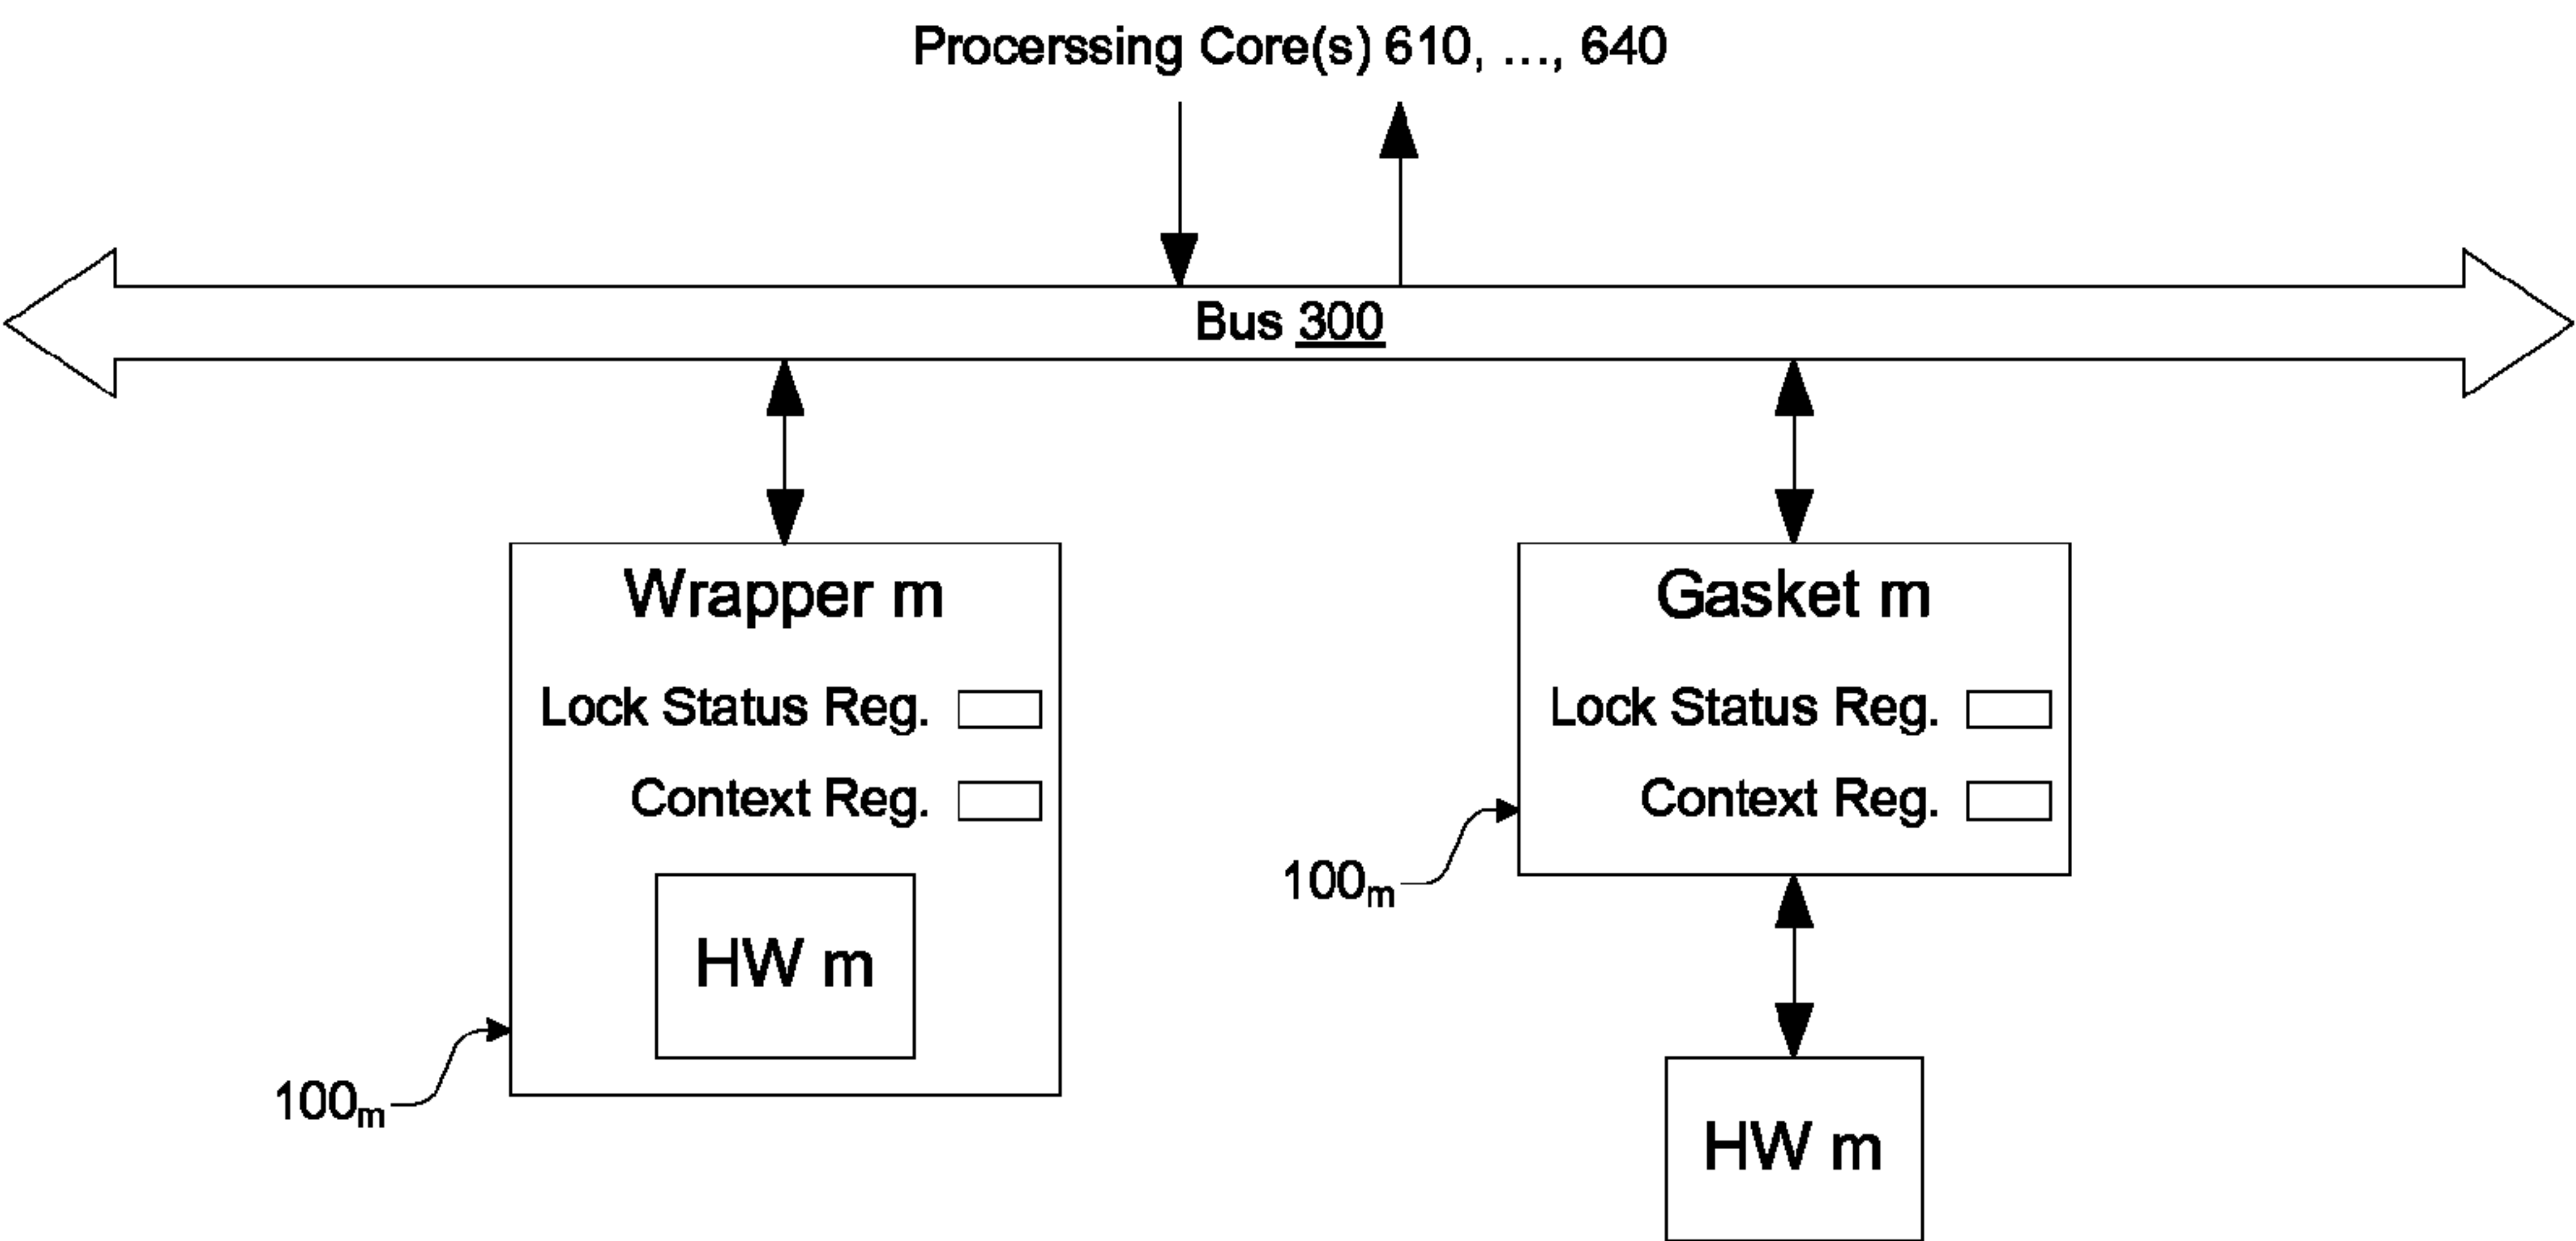 Procerssing Core(s) 610, ..., 640
Bus 300
Wrapper m
Lock Status Reg.
Context Reg.
HW m
100m
Gasket m
Lock Status Reg.
Context Reg.
100m
HW m